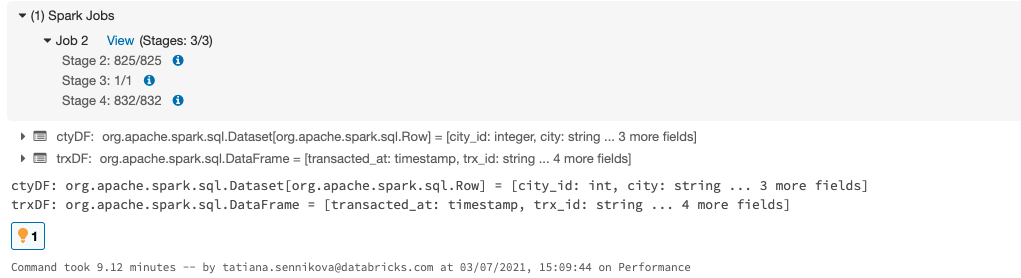 (1) Spark Jobs
Job 2 View (Stages: 3/3)
Stage 2: 825/825
Stage 3: 1/1
Stage 4: 832/832
ctyDF: org.apache.spark.sql.Dataset[org.apache.spark.sql.Row] = [city_id: integer, city: string ... 3 more fields]
trxDF: org.apache.spark.sql.DataFrame = [transacted_at: timestamp, trx_id: string ... 4 more fields]
ctyDF: org.apache.spark.sql.Dataset[org.apache.spark.sql.Row] = [city_id: int, city: string ... 3 more fields]
trxDF: org.apache.spark.sql.DataFrame = [transacted_at: timestamp, trx_id: string ... 4 more fields]
1
Command took 9.12 minutes -- by tatiana.sennikova@databricks.com at 03/07/2021, 15:09:44 on Performance